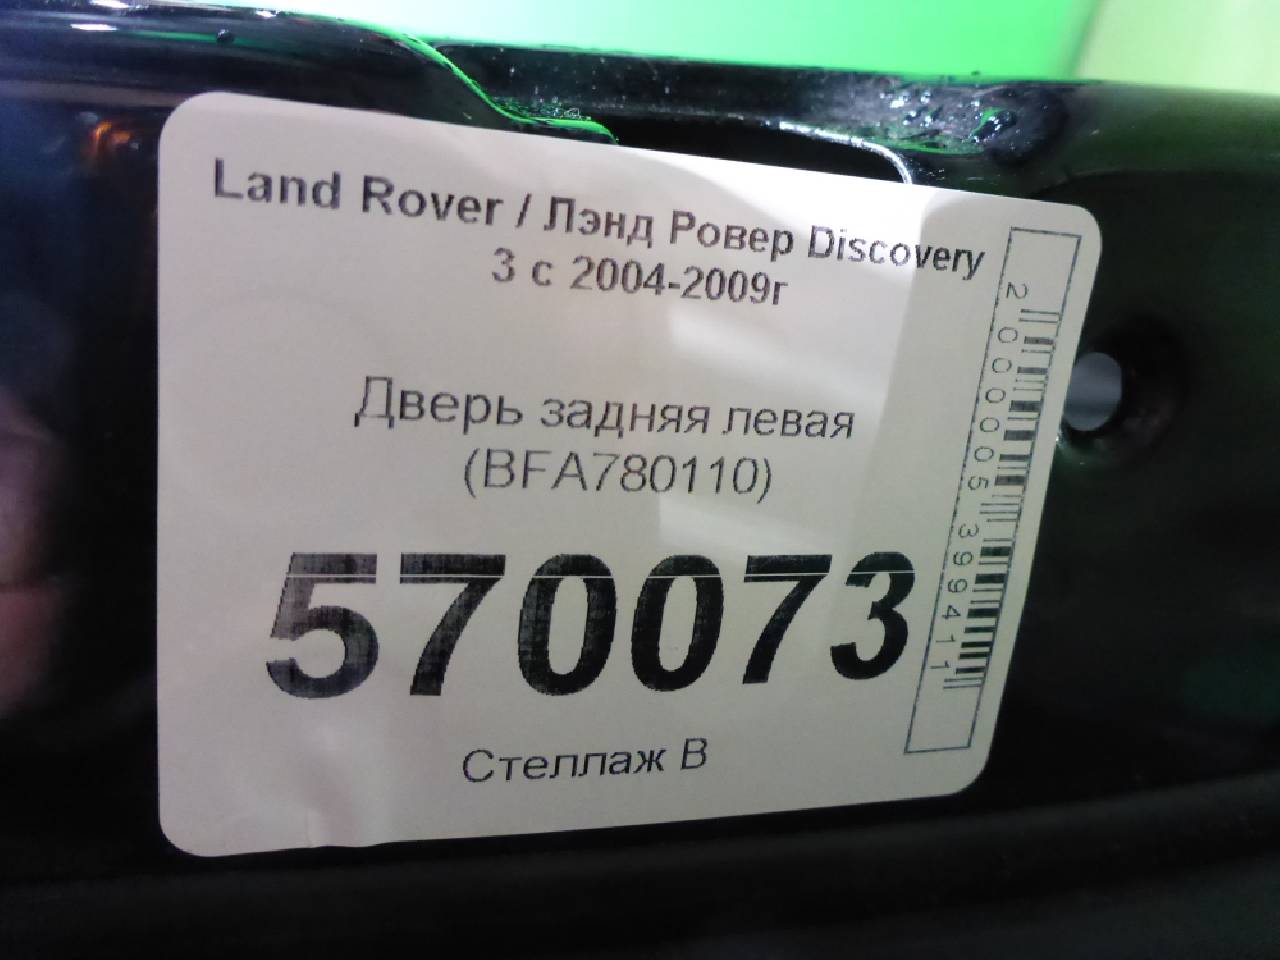 Land Rover / Лэнд Ровер Discovery
3 с 2004-2009г
Дверь задняя левая
(BFA780110)
570073
Стеллаж В
2000005399411